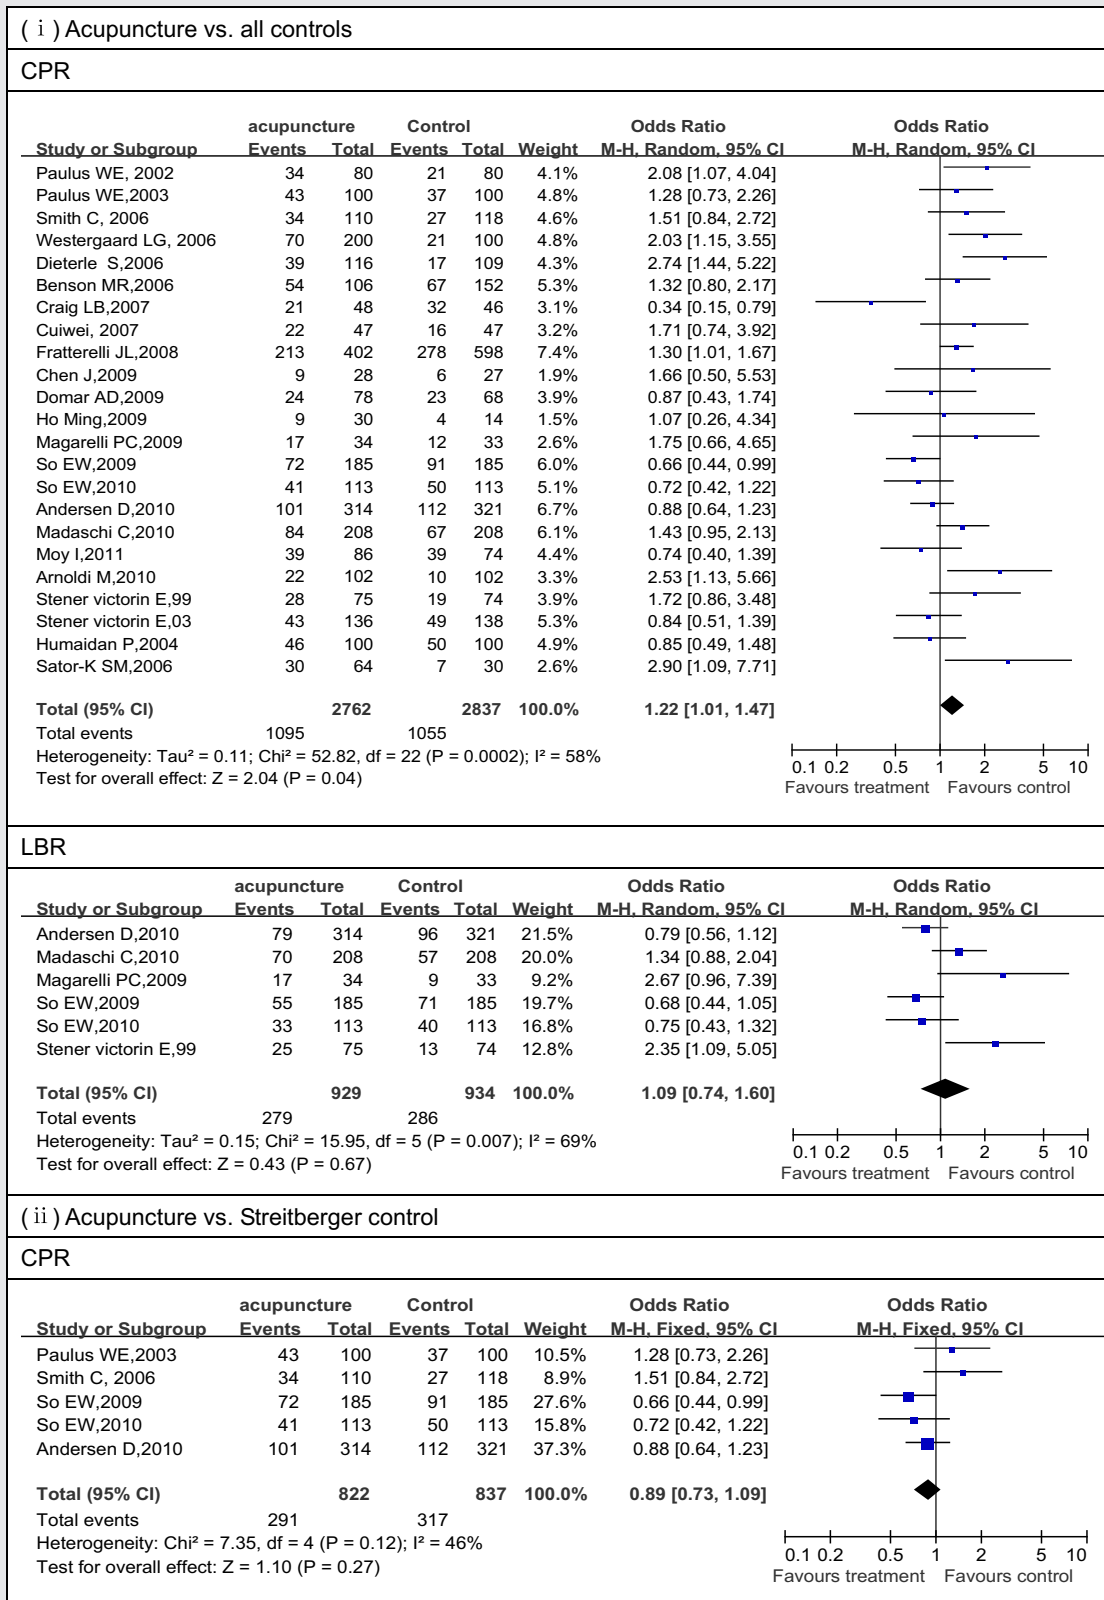 (ⅰ) Acupuncture vs. all controls
CPR
acupuncture Control Odds Ratio Odds Ratio
Study or Subgroup Events Total Events Total Weight M-H, Random, 95% CI M-H, Random, 95% CI
Paulus WE, 2002 34 80 21 80 4.1% 2.08 [1.07, 4.04]
Paulus WE,2003 43 100 37 100 4.8% 1.28 [0.73, 2.26]
Smith C, 2006 34 110 27 118 4.6% 1.51 [0.84, 2.72]
Westergaard LG, 2006 70 200 21 100 4.8% 2.03 [1.15, 3.55]
Dieterle S,2006 39 116 17 109 4.3% 2.74 [1.44, 5.22]
Benson MR,2006 54 106 67 152 5.3% 1.32 [0.80, 2.17]
Craig LB,2007 21 48 32 46 3.1% 0.34 [0.15, 0.79]
Cuiwei, 2007 22 47 16 47 3.2% 1.71 [0.74, 3.92]
Fratterelli JL,2008 213 402 278 598 7.4% 1.30 [1.01, 1.67]
Chen J,2009 9 28 6 27 1.9% 1.66 [0.50, 5.53]
Domar AD,2009 24 78 23 68 3.9% 0.87 [0.43, 1.74]
Ho Ming,2009 9 30 4 14 1.5% 1.07 [0.26, 4.34]
Magarelli PC,2009 17 34 12 33 2.6% 1.75 [0.66, 4.65]
So EW,2009 72 185 91 185 6.0% 0.66 [0.44, 0.99]
So EW,2010 41 113 50 113 5.1% 0.72 [0.42, 1.22]
Andersen D,2010 101 314 112 321 6.7% 0.88 [0.64, 1.23]
Madaschi C,2010 84 208 67 208 6.1% 1.43 [0.95, 2.13]
Moy I,2011 39 86 39 74 4.4% 0.74 [0.40, 1.39]
Arnoldi M,2010 22 102 10 102 3.3% 2.53 [1.13, 5.66]
Stener victorin E,99 28 75 19 74 3.9% 1.72 [0.86, 3.48]
Stener victorin E,03 43 136 49 138 5.3% 0.84 [0.51, 1.39]
Humaidan P,2004 46 100 50 100 4.9% 0.85 [0.49, 1.48]
Sator-K SM,2006 30 64 7 30 2.6% 2.90 [1.09, 7.71]
Total (95% CI) 2762 2837 100.0% 1.22 [1.01, 1.47]
Total events 1095 1055
Heterogeneity: Tau² = 0.11; Chi² = 52.82, df = 22 (P = 0.0002); I² = 58%
Test for overall effect: Z = 2.04 (P = 0.04)
0.1 0.2 0.5 1 2 5 10
Favours treatment Favours control
LBR
acupuncture Control Odds Ratio Odds Ratio
Study or Subgroup Events Total Events Total Weight M-H, Random, 95% CI M-H, Random, 95% CI
Andersen D,2010 79 314 96 321 21.5% 0.79 [0.56, 1.12]
Madaschi C,2010 70 208 57 208 20.0% 1.34 [0.88, 2.04]
Magarelli PC,2009 17 34 9 33 9.2% 2.67 [0.96, 7.39]
So EW,2009 55 185 71 185 19.7% 0.68 [0.44, 1.05]
So EW,2010 33 113 40 113 16.8% 0.75 [0.43, 1.32]
Stener victorin E,99 25 75 13 74 12.8% 2.35 [1.09, 5.05]
Total (95% CI) 929 934 100.0% 1.09 [0.74, 1.60]
Total events 279 286
Heterogeneity: Tau² = 0.15; Chi² = 15.95, df = 5 (P = 0.007); I² = 69%
Test for overall effect: Z = 0.43 (P = 0.67)
0.1 0.2 0.5 1 2 5 10
Favours treatment Favours control
(ⅱ) Acupuncture vs. Streitberger control
CPR
acupuncture Control Odds Ratio Odds Ratio
Study or Subgroup Events Total Events Total Weight M-H, Fixed, 95% CI M-H, Fixed, 95% CI
Paulus WE,2003 43 100 37 100 10.5% 1.28 [0.73, 2.26]
Smith C, 2006 34 110 27 118 8.9% 1.51 [0.84, 2.72]
So EW,2009 72 185 91 185 27.6% 0.66 [0.44, 0.99]
So EW,2010 41 113 50 113 15.8% 0.72 [0.42, 1.22]
Andersen D,2010 101 314 112 321 37.3% 0.88 [0.64, 1.23]
Total (95% CI) 822 837 100.0% 0.89 [0.73, 1.09]
Total events 291 317
Heterogeneity: Chi² = 7.35, df = 4 (P = 0.12); I² = 46%
Test for overall effect: Z = 1.10 (P = 0.27)
0.1 0.2 0.5 1 2 5 10
Favours treatment Favours control